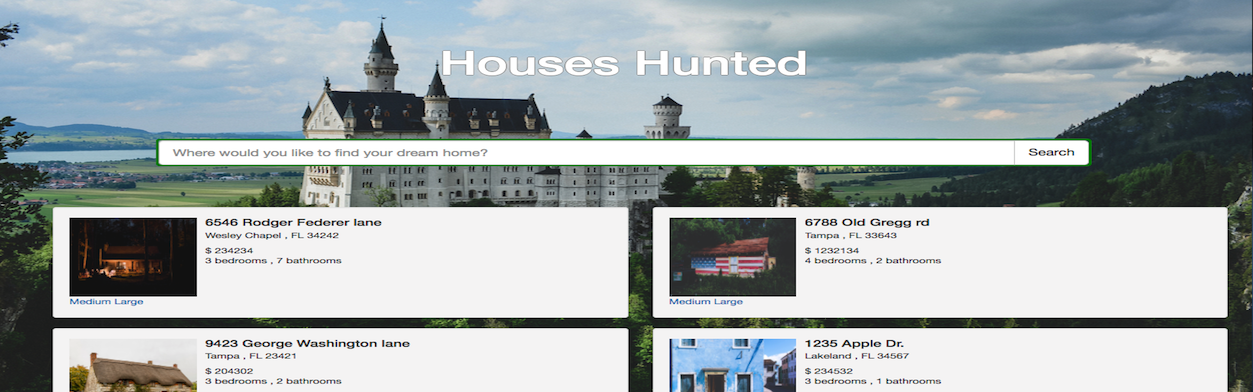 Houses Hunted
Where would you like to find your dream home?
Search
6546 Rodger Federer lane
Wesley Chapel , FL 34242
$ 234234
3 bedrooms , 7 bathrooms
Medium Large
6788 Old Gregg rd
Tampa , FL 33643
$ 1232134
4 bedrooms , 2 bathrooms
Medium Large
9423 George Washington lane
Tampa , FL 23421
$ 204302
3 bedrooms , 2 bathrooms
1235 Apple Dr.
Lakeland , FL 34567
$ 234532
3 bedrooms , 1 bathrooms